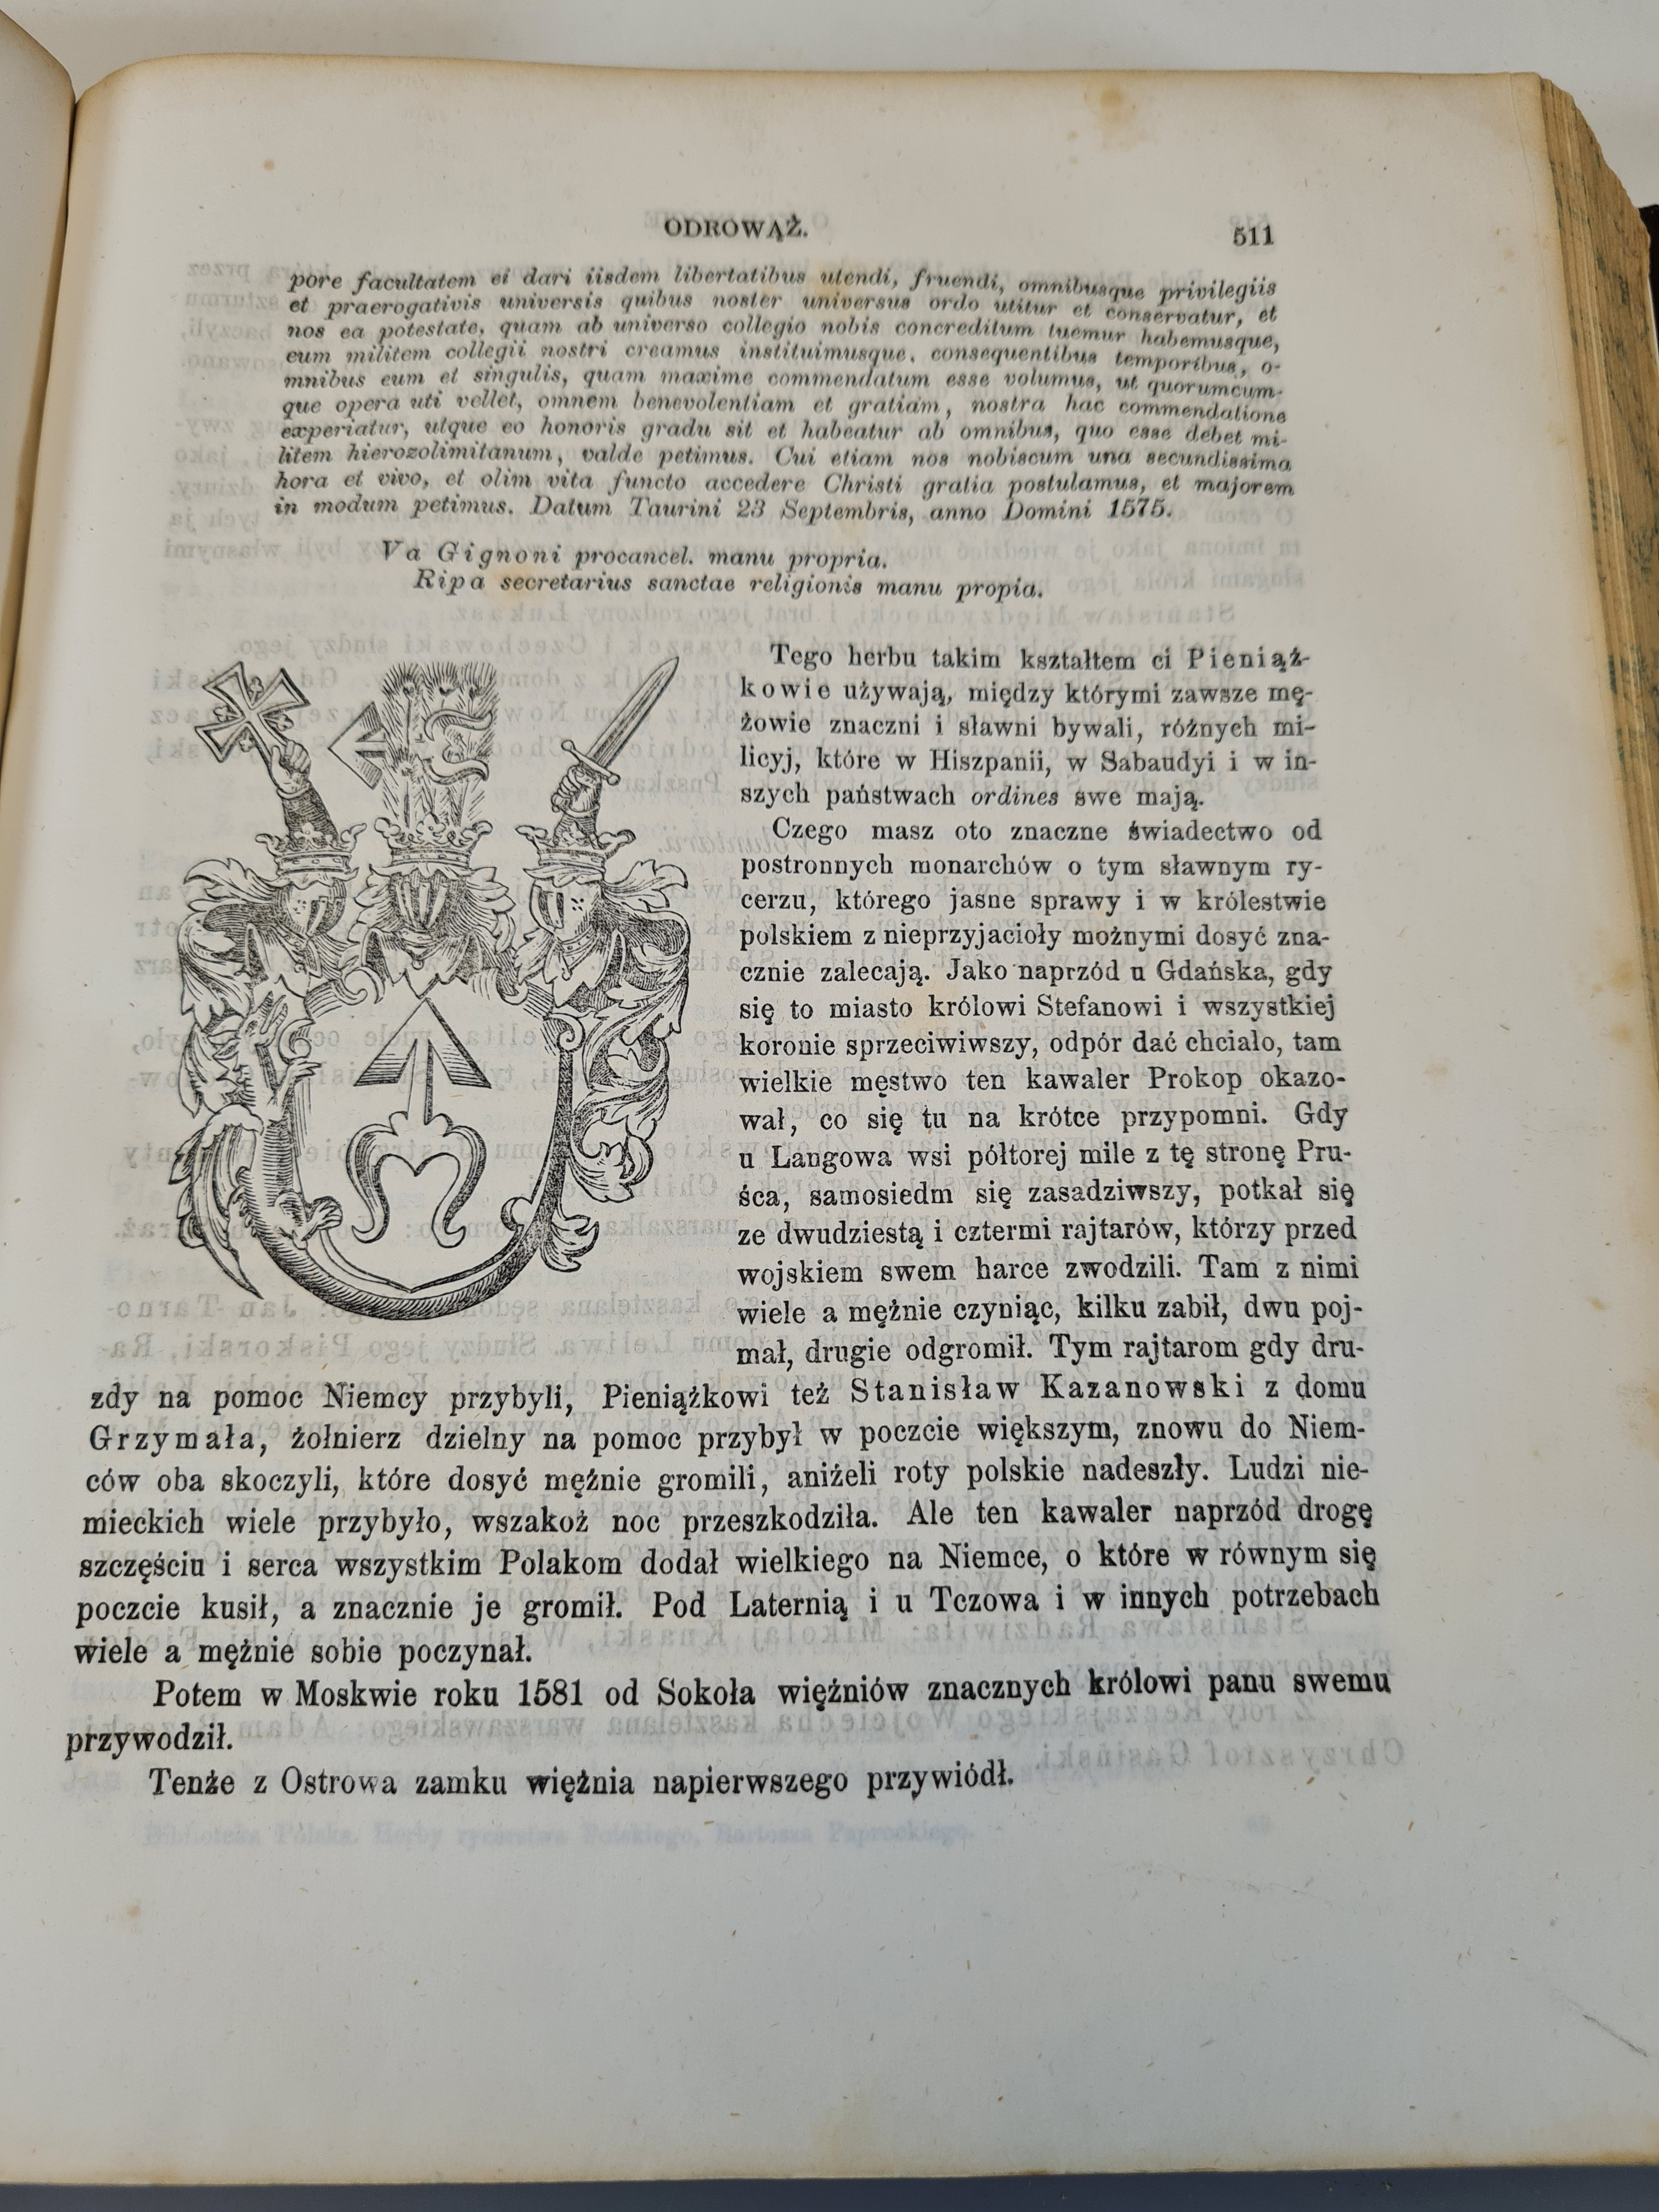 ODROWĄŻ.
511
pore facultatem ei dari iisdem libertatibus utendi, fruendi, omnibusque privilegiis
et praerogativis universis quibus noster universus ordo utitur et conservatur, et
nos ea potestate, quam ab universo collegio nobis concreditum tuemur habemusque,
eum militem collegii nostri creamus instituimusque, consequentibus temporibus, o-
mnibus eum et singulis, quam maxime commendatum esse volumus, ut quorumcum-
que opera uti vellet, omnem benevolentiam et gratiam, nostra hac commendatione
experiatur, utque eo honoris gradu sit et habeatur ab omnibus, quo esse debet mi-
litem hierozolimitanum, valde petimus. Cui etiam nos nobiscum una secundissima
hora et vivo, et olim vita functo accedere Christi gratia postulamus, et majorem
in modum petimus. Datum Taurini 23 Septembris, anno Domini 1575.
Va Gignoni procancel. manu propria.
Ripa secretarius sanctae religionis manu propia.
Tego herbu takim kształtem ci Pieniąż-
kowie używają, między którymi zawsze mę-
żowie znaczni i sławni bywali, różnych mi-
licyj, które w Hiszpanii, w Sabaudyi i w in-
szych państwach ordines swe mają.
Czego masz oto znaczne świadectwo od
postronnych monarchów o tym sławnym ry-
cerzu, którego jasne sprawy i w królestwie
polskiem z nieprzyjacioły możnymi dosyć zna-
cznie zalecają. Jako naprzód u Gdańska, gdy
się to miasto królowi Stefanowi i wszystkiej
koronie sprzeciwiwszy, odpór dać chciało, tam
wielkie męstwo ten kawaler Prokop okazo-
wał, co się tu na krótce przypomni. Gdy
u Langowa wsi półtorej mile z tę stronę Pru-
śca, samosiedm się zasadziwszy, potkał się
ze dwudziestą i cztermi rajtarów, którzy przed
wojskiem swem harce zwodzili. Tam z nimi
wiele a mężnie czyniąc, kilku zabił, dwu poj-
mał, drugie odgromił. Tym rajtarom gdy dru-
zdy na pomoc Niemcy przybyli, Pieniążkowi też Stanisław Kazanowski z domu
Grzymała, żołnierz dzielny na pomoc przybył w poczcie większym, znowu do Niem-
ców oba skoczyli, które dosyć mężnie gromili, aniżeli roty polskie nadeszły. Ludzi nie-
mieckich wiele przybyło, wszakoż noc przeszkodziła. Ale ten kawaler naprzód drogę
szczęściu i serca wszystkim Polakom dodał wielkiego na Niemce, o które w równym się
poczcie kusił, a znacznie je gromił. Pod Laternią i u Tczowa i w innych potrzebach
wiele a mężnie sobie poczynał.
Potem w Moskwie roku 1581 od Sokoła więźniów znacznych królowi panu swemu
przywodził.
Tenże z Ostrowa zamku więźnia napierwszego przywiódł.